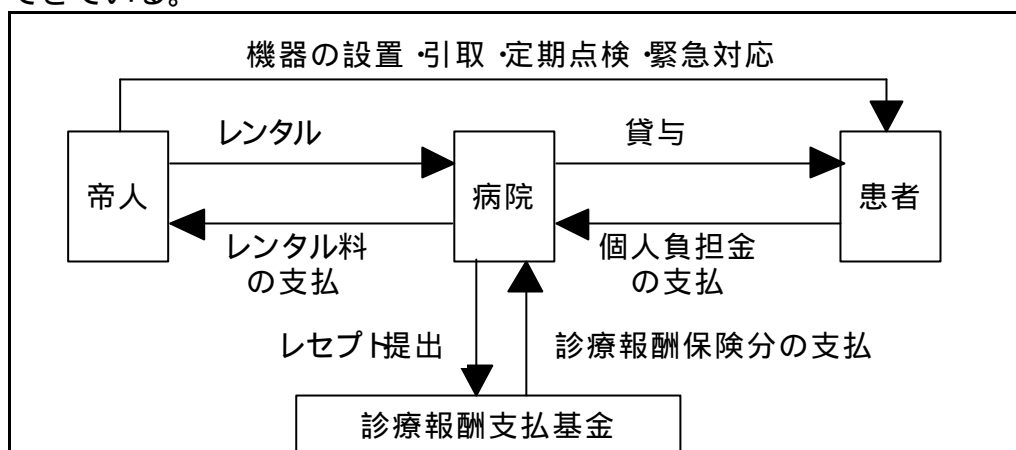 できている。
機器の設置・引取・定期点検・緊急対応
レンタル
貸与
帝人
病院
患者
レンタル料
の支払
個人負担金
の支払
レセプト提出
診療報酬保険分の支払
診療報酬支払基金